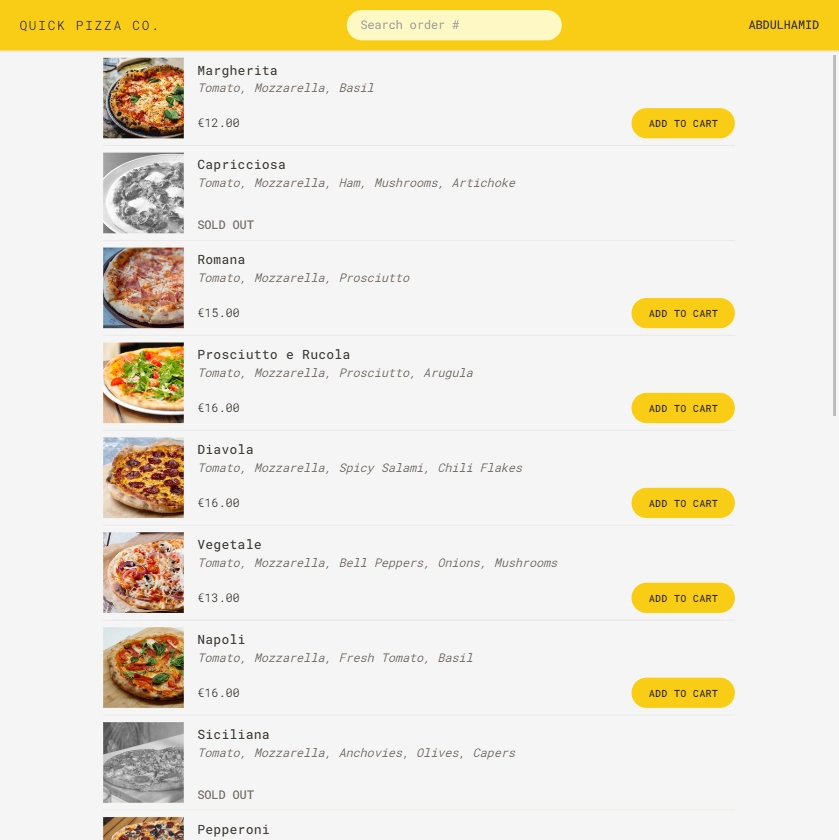 QUICK PIZZA CO.
Search order #
ABDULHAMID
Margherita
Tomato, Mozzarella, Basil
€12.00
ADD TO CART
Capricciosa
Tomato, Mozzarella, Ham, Mushrooms, Artichoke
SOLD OUT
Romana
Tomato, Mozzarella, Prosciutto
€15.00
ADD TO CART
Prosciutto e Rucola
Tomato, Mozzarella, Prosciutto, Arugula
€16.00
ADD TO CART
Diavola
Tomato, Mozzarella, Spicy Salami, Chili Flakes
€16.00
ADD TO CART
Vegetale
Tomato, Mozzarella, Bell Peppers, Onions, Mushrooms
€13.00
ADD TO CART
Napoli
Tomato, Mozzarella, Fresh Tomato, Basil
€16.00
ADD TO CART
Siciliana
Tomato, Mozzarella, Anchovies, Olives, Capers
SOLD OUT
Pepperoni